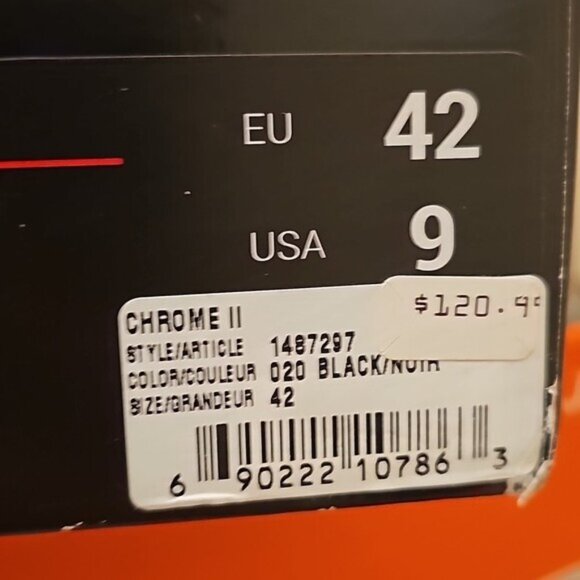 EU 42
USA 9
$120.9
CHROME II
STYLE/ARTICLE 1487297
COLOR/COULEUR 020 BLACK/NOIR
SIZE/GRANDEUR 42
6 90222 10786 3